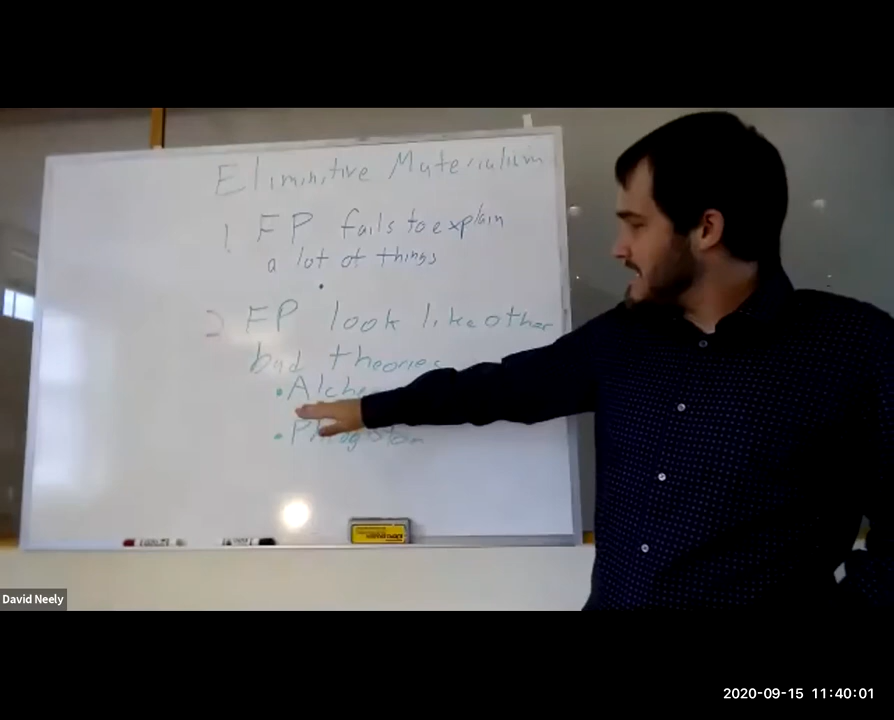 Eliminitive Materialium
1 FP fails to explain
a lot of things
2 FP look like other
bad theories
• Alche
• Phlogiston
David Neely
2020-09-15 11:40:01